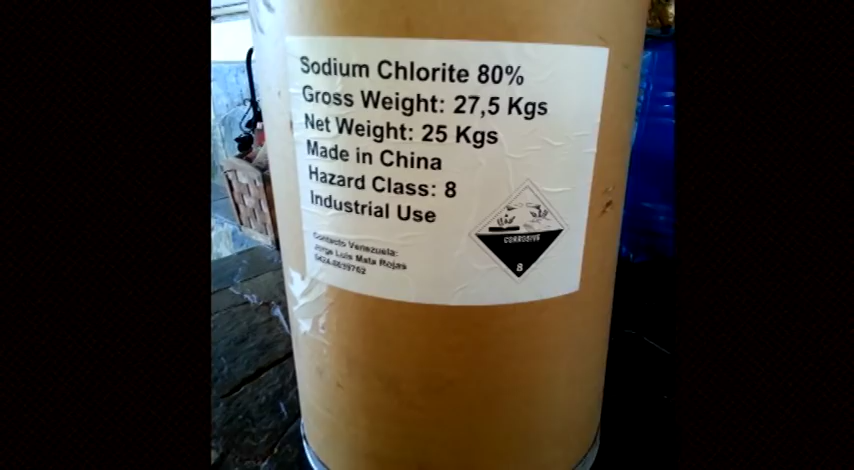 Sodium Chlorite 80%
Gross Weight: 27,5 Kgs
Net Weight: 25 Kgs
Made in China
Hazard Class: 8
Industrial Use
Contacto Venezuela:
Jorge Luis Mata Rojas
CORROSIVE
8